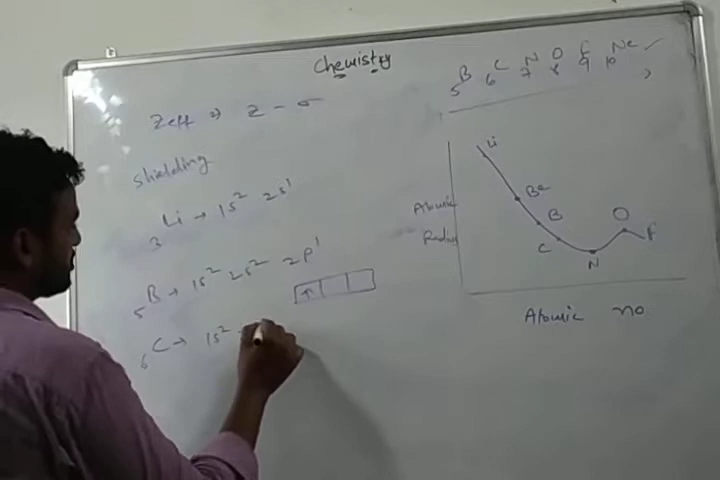 Chemistry
Zeff => Z - σ
shielding
3 Li → 1s² 2s¹
5 B → 1s² 2s² 2p¹
↑
6 C → 1s²
5 B 6 C 7 N 8 O 9 F 10 Ne ✓
Atomic
Radius
Li
Be
B
C
N
O
F
Atomic no